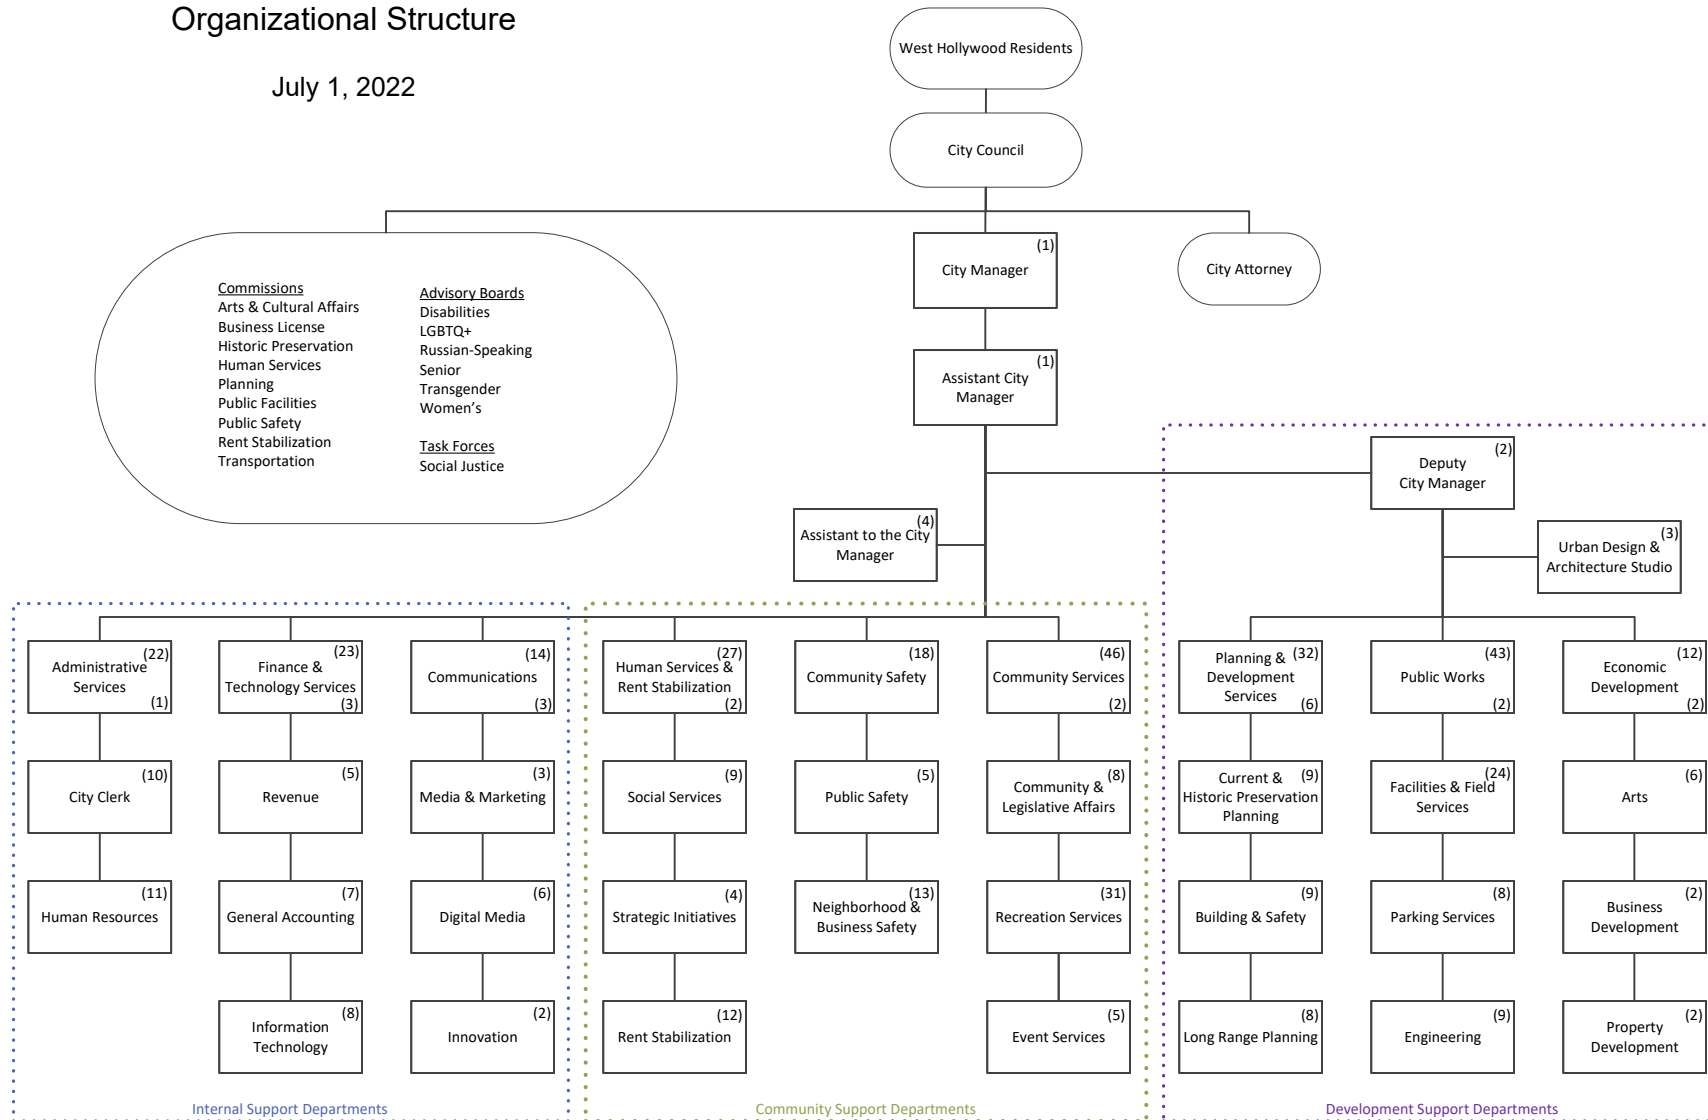 Organizational Structure
July 1, 2022
West Hollywood Residents
City Council
Commissions
Arts & Cultural Affairs
Business License
Historic Preservation
Human Services
Planning
Public Facilities
Public Safety
Rent Stabilization
Transportation
Advisory Boards
Disabilities
LGBTQ+
Russian-Speaking
Senior
Transgender
Women’s
Task Forces
Social Justice
(1)
City Manager
City Attorney
(1)
Assistant City
Manager
(2)
Deputy
City Manager
(4)
Assistant to the City
Manager
(3)
Urban Design &
Architecture Studio
(22)
Administrative
Services
(1)
(23)
Finance &
Technology Services
(3)
(14)
Communications
(3)
(27)
Human Services &
Rent Stabilization
(2)
(18)
Community Safety
(46)
Community Services
(2)
(32)
Planning &
Development
Services
(6)
(43)
Public Works
(2)
(12)
Economic
Development
(2)
(10)
City Clerk
(5)
Revenue
(3)
Media & Marketing
(9)
Social Services
(5)
Public Safety
(8)
Community &
Legislative Affairs
(9)
Current &
Historic Preservation
Planning
(24)
Facilities & Field
Services
(6)
Arts
(11)
Human Resources
(7)
General Accounting
(6)
Digital Media
(4)
Strategic Initiatives
(13)
Neighborhood &
Business Safety
(31)
Recreation Services
(9)
Building & Safety
(8)
Parking Services
(2)
Business
Development
(8)
Information
Technology
(2)
Innovation
(12)
Rent Stabilization
(5)
Event Services
(8)
Long Range Planning
(9)
Engineering
(2)
Property
Development
Internal Support Departments
Community Support Departments
Development Support Departments